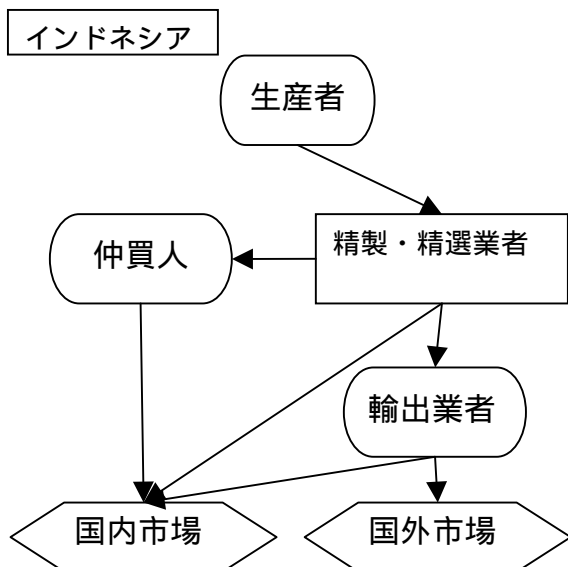 インドネシア
生産者
仲買人
精製・精選業者
輸出業者
国内市場
国外市場